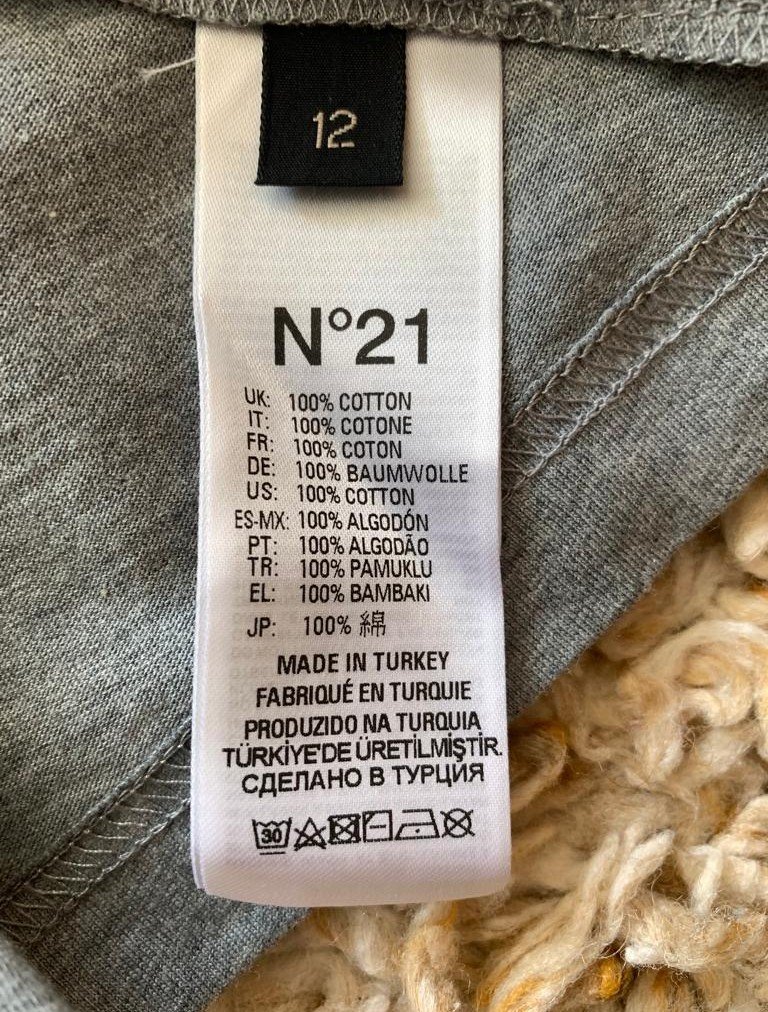 12
N°21
UK: 100% COTTON
IT: 100% COTONE
FR: 100% COTON
DE: 100% BAUMWOLLE
US: 100% COTTON
ES-MX: 100% ALGODÓN
PT: 100% ALGODÃO
TR: 100% PAMUKLU
EL: 100% BAMBAKI
JP: 100% 綿
MADE IN TURKEY
FABRIQUÉ EN TURQUIE
PRODUZIDO NA TURQUIA
TÜRKİYE'DE ÜRETİLMİŞTİR.
СДЕЛАНО В ТУРЦИЯ
30